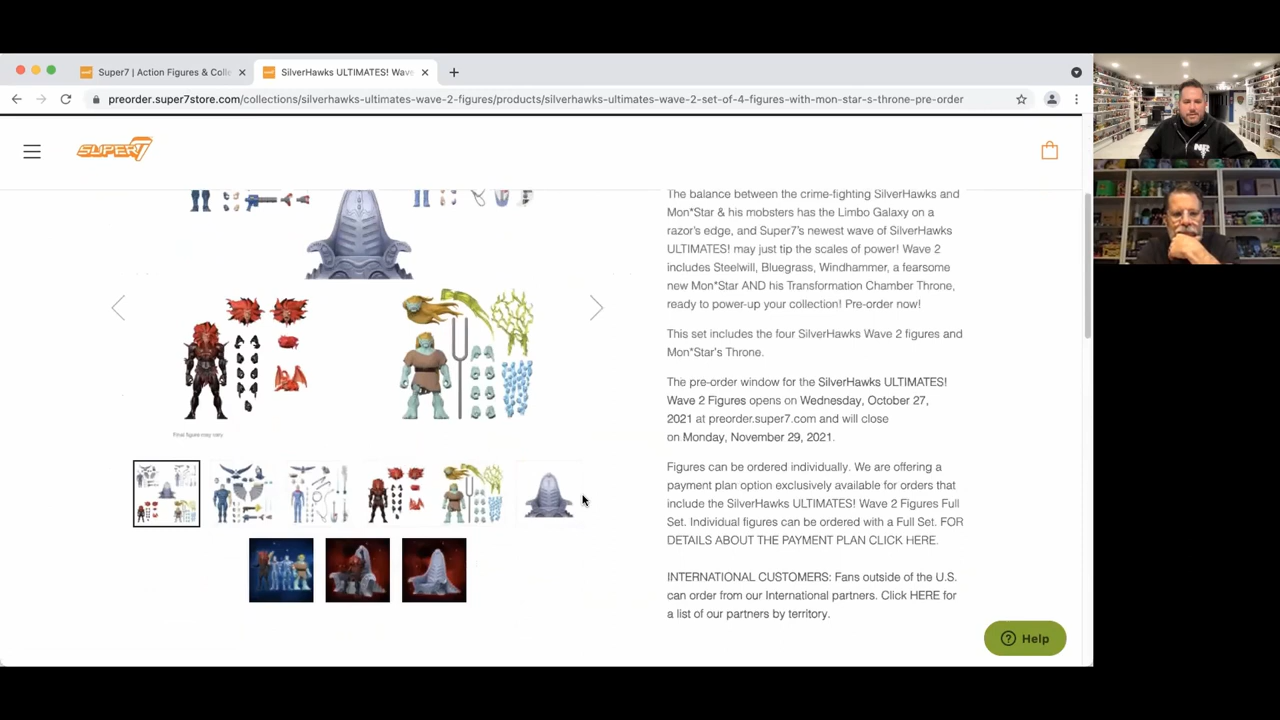 Super7 | Action Figures & Colle
SilverHawks ULTIMATES! Wave
preorder.super7store.com/collections/silverhawks-ultimates-wave-2-figures/products/silverhawks-ultimates-wave-2-set-of-4-figures-with-mon-star-s-throne-pre-order
SUPER7
The balance between the crime-fighting SilverHawks and
Mon*Star & his mobsters has the Limbo Galaxy on a
razor's edge, and Super7's newest wave of SilverHawks
ULTIMATES! may just tip the scales of power! Wave 2
includes Steelwill, Bluegrass, Windhammer, a fearsome
new Mon*Star AND his Transformation Chamber Throne,
ready to power-up your collection! Pre-order now!
This set includes the four SilverHawks Wave 2 figures and
Mon*Star's Throne.
The pre-order window for the SilverHawks ULTIMATES!
Wave 2 Figures opens on Wednesday, October 27,
2021 at preorder.super7.com and will close
on Monday, November 29, 2021.
Final figure may vary
Figures can be ordered individually. We are offering a
payment plan option exclusively available for orders that
include the SilverHawks ULTIMATES! Wave 2 Figures Full
Set. Individual figures can be ordered with a Full Set. FOR
DETAILS ABOUT THE PAYMENT PLAN CLICK HERE.
INTERNATIONAL CUSTOMERS: Fans outside of the U.S.
can order from our International partners. Click HERE for
a list of our partners by territory.
Help